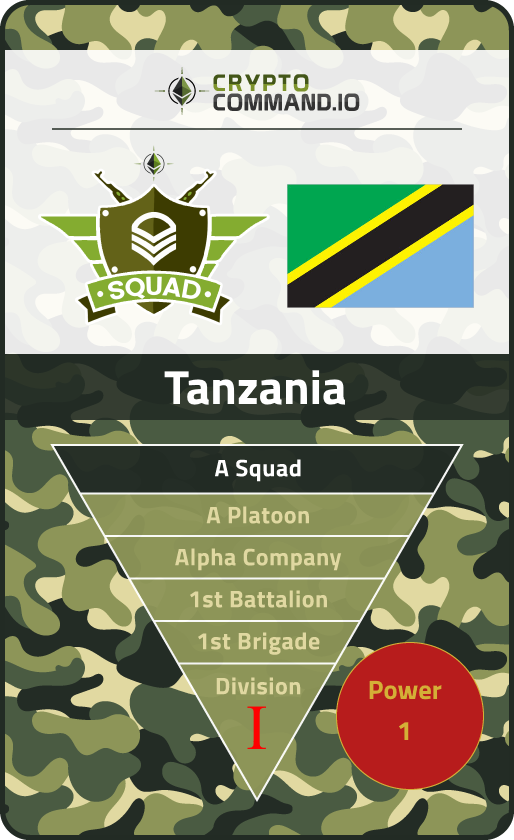 CRYPTO
COMMAND.IO
SQUAD
Tanzania
A Squad
A Platoon
Alpha Company
1st Battalion
1st Brigade
Division
I
Power
1